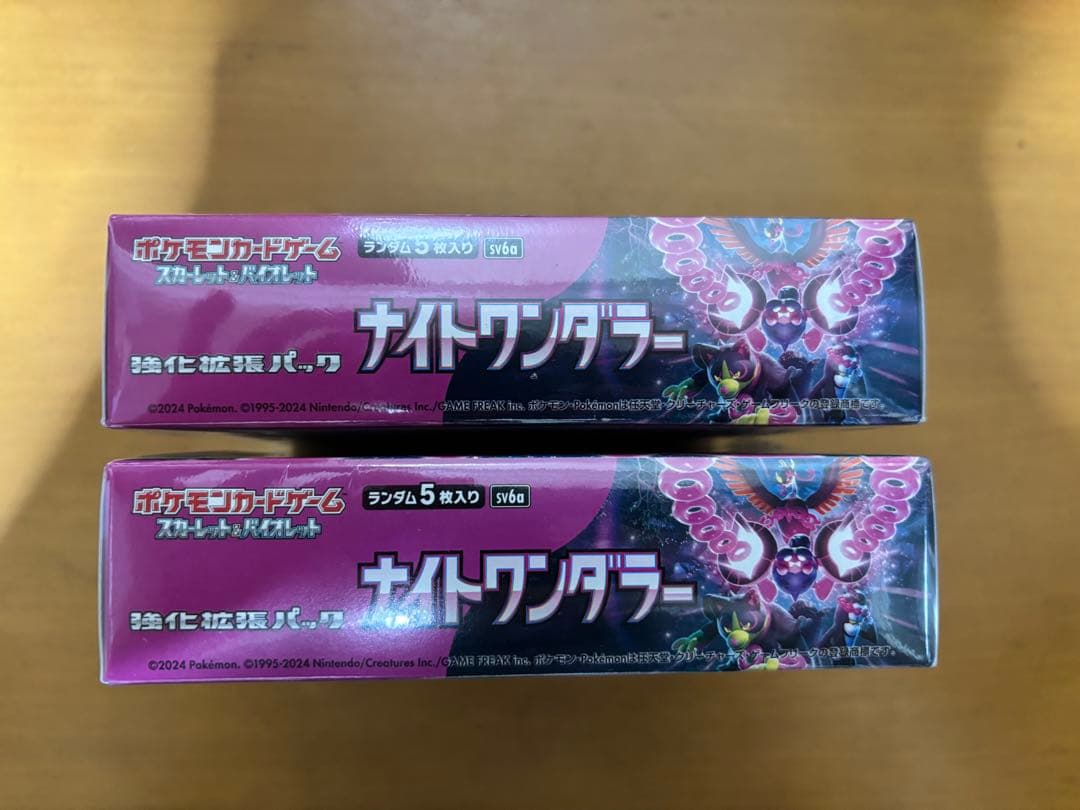 ポケモンカードゲーム
スカーレット&バイオレット
ランダム5枚入り sv6a
強化拡張パック
ナイトワンダラー
©2024 Pokémon. ©1995-2024 Nintendo/Creatures Inc./GAME FREAK inc. ポケモン・Pokémonは任天堂・クリーチャーズ・ゲームフリークの登録商標です。
ポケモンカードゲーム
スカーレット&バイオレット
ランダム5枚入り sv6a
強化拡張パック
ナイトワンダラー
©2024 Pokémon. ©1995-2024 Nintendo/Creatures Inc./GAME FREAK inc. ポケモン・Pokémonは任天堂・クリーチャーズ・ゲームフリークの登録商標です。